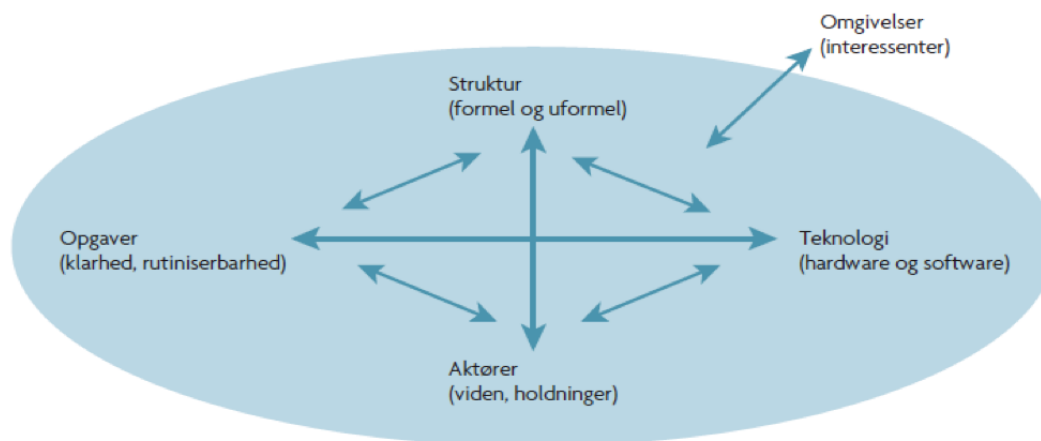 Omgivelser
(interessenter)
Struktur
(formel og uformel)
Opgaver
(klarhed, rutiniserbarhed)
Teknologi
(hardware og software)
Aktører
(viden, holdninger)